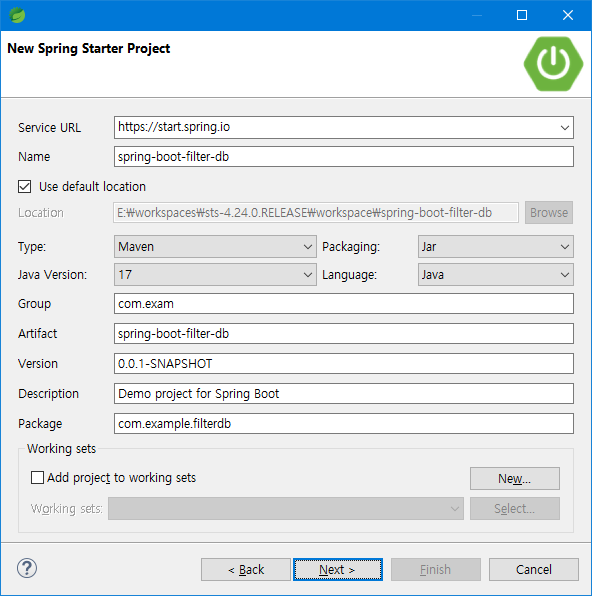 New Spring Starter Project
Service URL https://start.spring.io
Name spring-boot-filter-db
Use default location
Location E:₩workspaces₩sts-4.24.0.RELEASE₩workspace₩spring-boot-filter-db Browse
Type: Maven Packaging: Jar
Java Version: 17 Language: Java
Group com.exam
Artifact spring-boot-filter-db
Version 0.0.1-SNAPSHOT
Description Demo project for Spring Boot
Package com.example.filterdb
Working sets
Add project to working sets New...
Working sets: Select...
? < Back Next > Finish Cancel